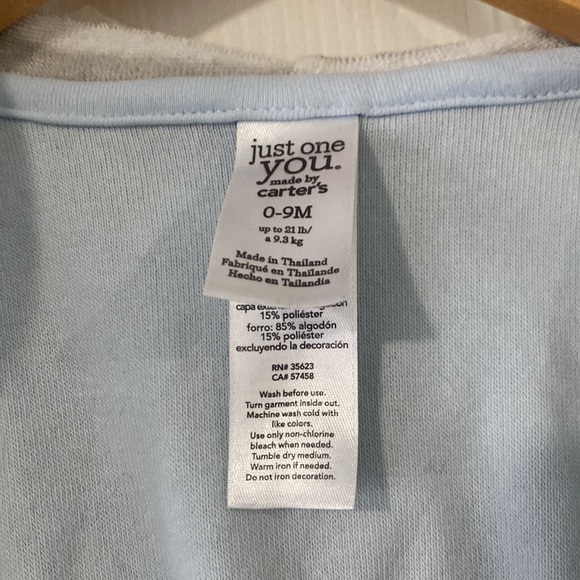 just one
you.
made by
carter's
0-9M
up to 21 lb/
a 9.3 kg
Made in Thailand
Fabriqué en Thaïlande
Hecho en Tailandia
capa
15% poliéster
forro: 85% algodón
15% poliéster
excluyendo la decoración
RN# 35623
CA# 57458
Wash before use.
Turn garment inside out.
Machine wash cold with
like colors.
Use only non-chlorine
bleach when needed.
Tumble dry medium.
Warm iron if needed.
Do not iron decoration.